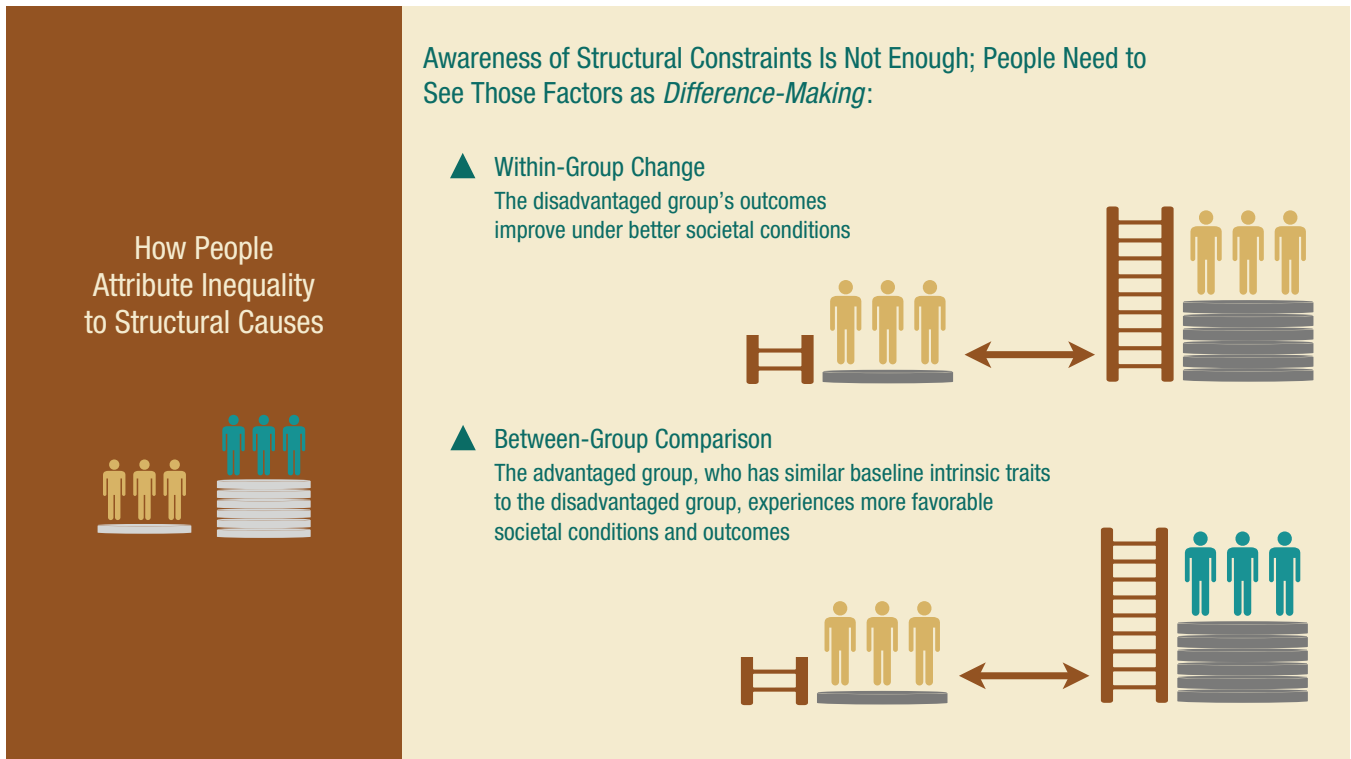 How People
Attribute Inequality
to Structural Causes
Awareness of Structural Constraints Is Not Enough; People Need to
See Those Factors as Difference-Making:
Within-Group Change
The disadvantaged group’s outcomes
improve under better societal conditions
Between-Group Comparison
The advantaged group, who has similar baseline intrinsic traits
to the disadvantaged group, experiences more favorable
societal conditions and outcomes